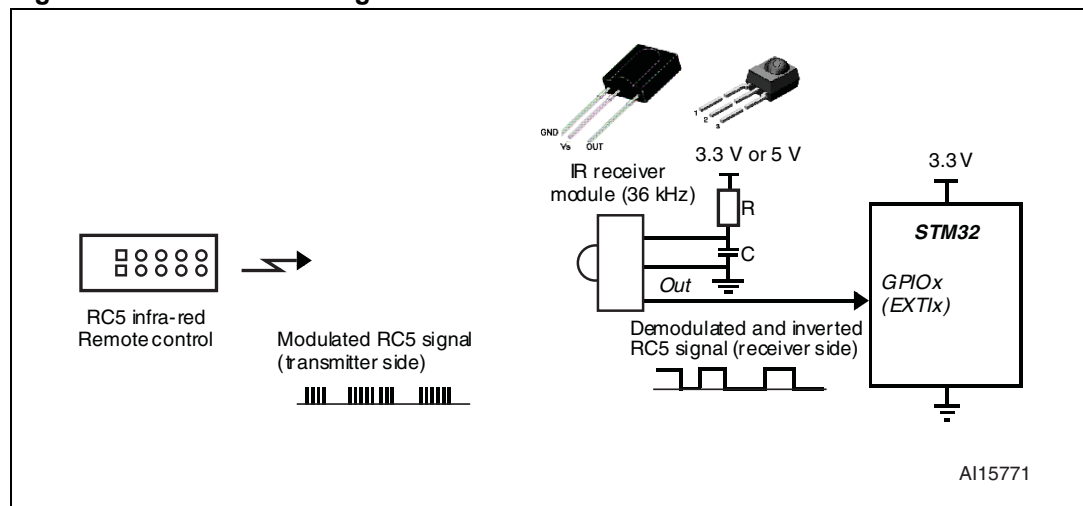 GND
Vs
OUT
1
2
3
IR receiver
module (36 kHz)
3.3 V or 5 V
R
C
3.3 V
STM32
GPIOx
(EXTIx)
Out
RC5 infra-red
Remote control
Modulated RC5 signal
(transmitter side)
Demodulated and inverted
RC5 signal (receiver side)
AI15771